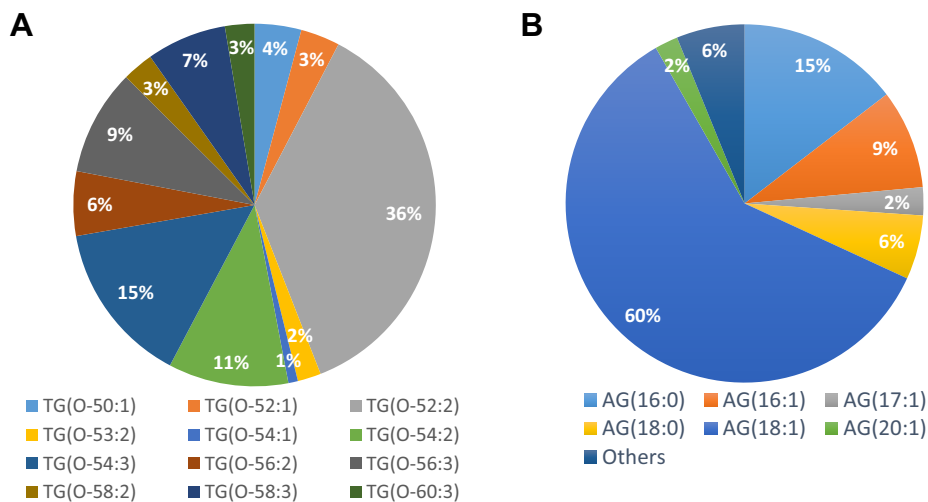 A
4%
3%
36%
2%
1%
11%
15%
6%
9%
3%
7%
3%
TG(O-50:1) TG(O-52:1) TG(O-52:2)
TG(O-53:2) TG(O-54:1) TG(O-54:2)
TG(O-54:3) TG(O-56:2) TG(O-56:3)
TG(O-58:2) TG(O-58:3) TG(O-60:3)
B
15%
9%
2%
6%
60%
2%
6%
AG(16:0) AG(16:1) AG(17:1)
AG(18:0) AG(18:1) AG(20:1)
Others